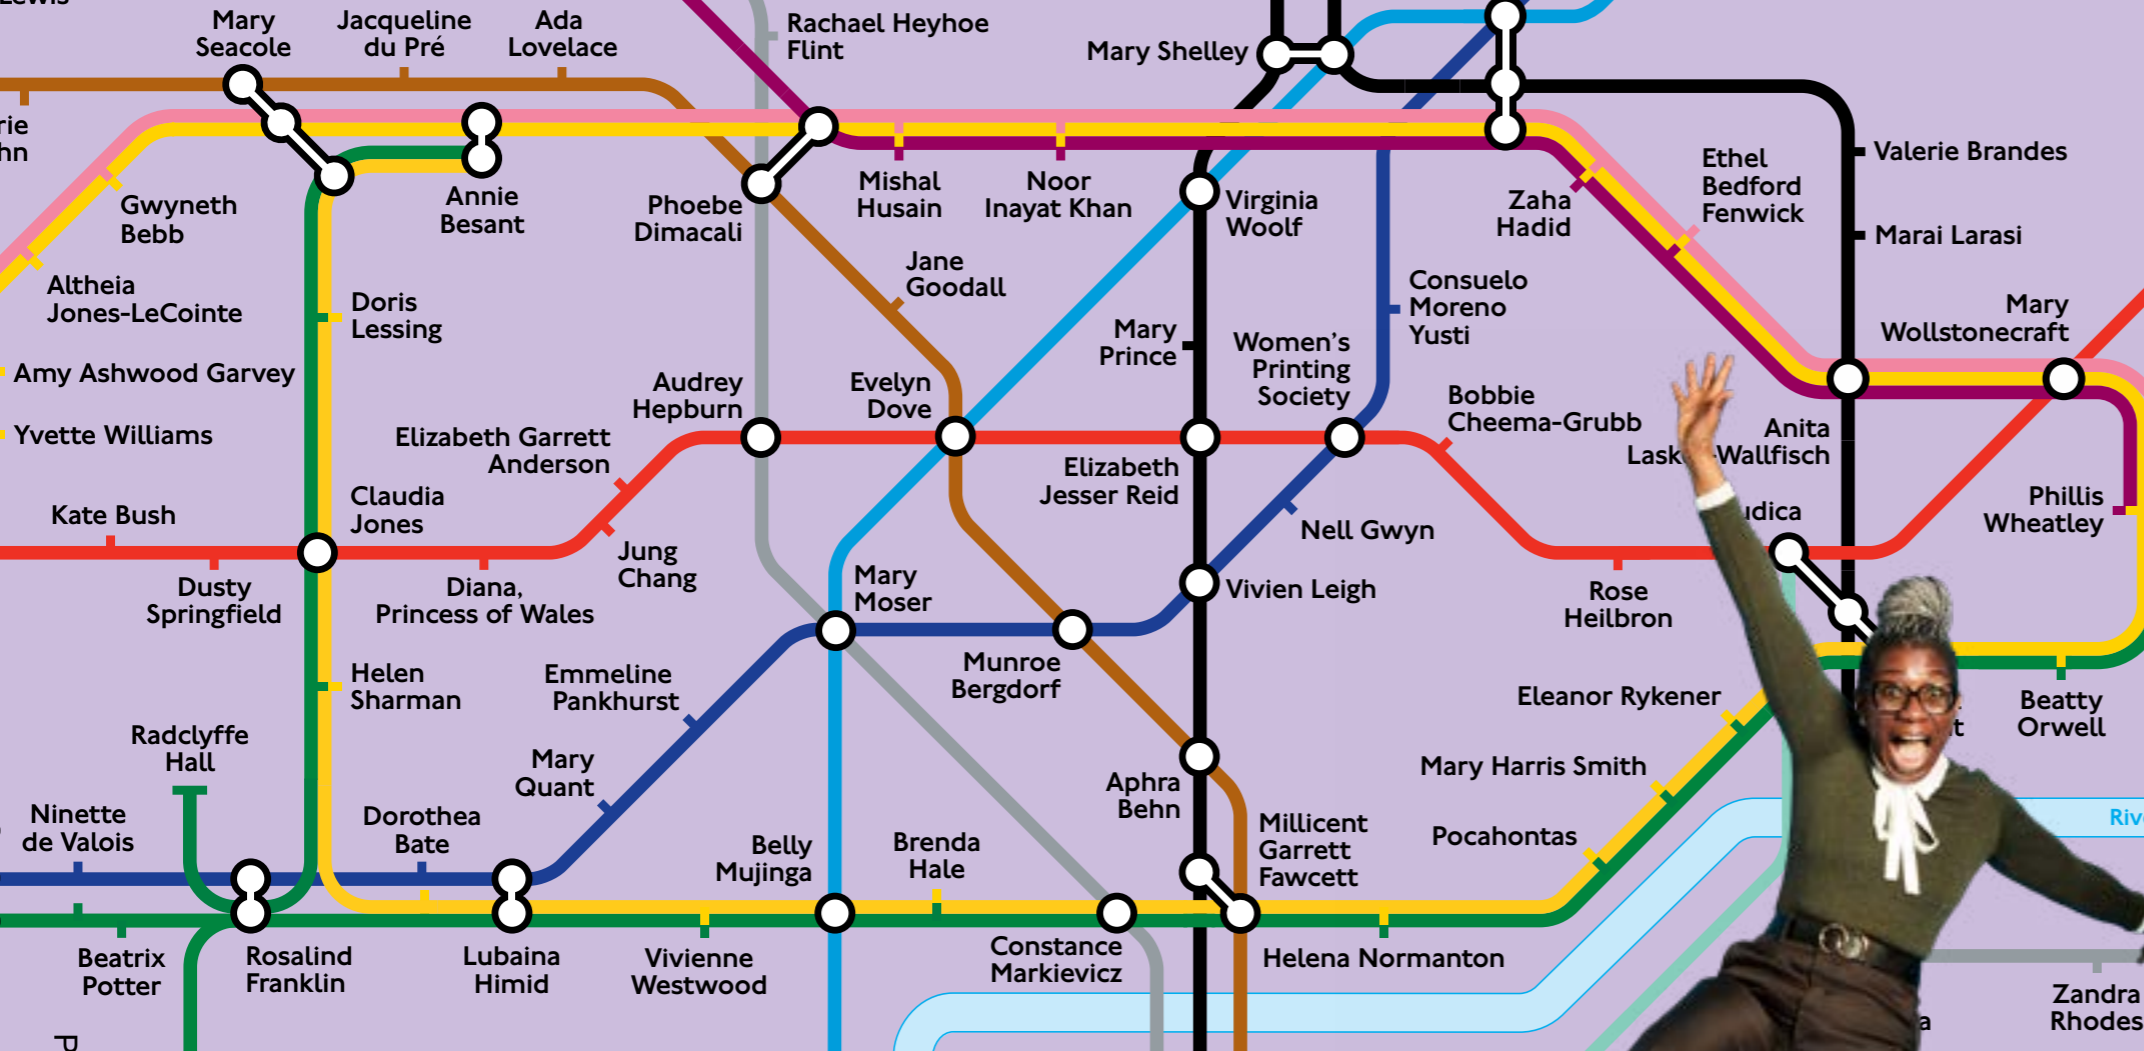 Lewis
Mary
Seacole
Jacqueline
du Pré
Ada
Lovelace
Rachael Heyhoe
Flint
Mary Shelley
Gwyneth
Bebb
Altheia
Jones-LeCointe
Annie
Besant
Phoebe
Dimacali
Mishal
Husain
Noor
Inayat Khan
Virginia
Woolf
Zaha
Hadid
Ethel
Bedford
Fenwick
Valerie Brandes
Marai Larasi
Mary
Wollstonecraft
Doris
Lessing
Jane
Goodall
Mary
Prince
Women's
Printing
Society
Consuelo
Moreno
Yusti
Amy Ashwood Garvey
Yvette Williams
Audrey
Hepburn
Evelyn
Dove
Bobbie
Cheema-Grubb
Elizabeth Garrett
Anderson
Elizabeth
Jesser Reid
Anita
Wallfisch
Kate Bush
Claudia
Jones
Nell Gwyn
Phillis
Wheatley
Dusty
Springfield
Diana,
Princess of Wales
Jung
Chang
Mary
Moser
Vivien Leigh
Rose
Heilbron
Helen
Sharman
Emmeline
Pankhurst
Munroe
Bergdorf
Eleanor Rykener
Beatty
Orwell
Radclyffe
Hall
Mary
Quant
Aphra
Behn
Mary Harris Smith
Ninette
de Valois
Dorothea
Bate
Belly
Mujinga
Brenda
Hale
Millicent
Garrett
Fawcett
Pocahontas
Riv
Beatrix
Potter
Rosalind
Franklin
Lubaina
Himid
Vivienne
Westwood
Constance
Markievicz
Helena Normanton
Zandra
Rhodes